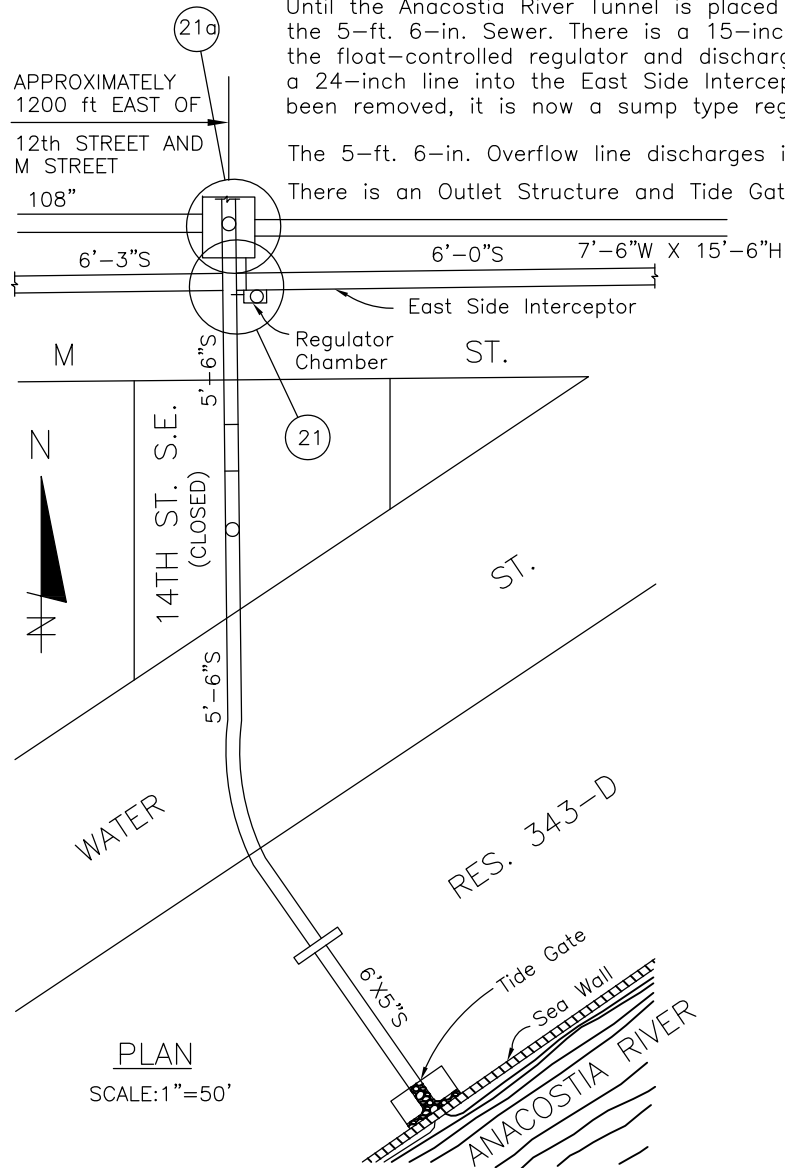 Until the Anacostia River Tunnel is placed
the 5-ft. 6-in. Sewer. There is a 15-inc
the float-controlled regulator and discharg
a 24-inch line into the East Side Intercep
been removed, it is now a sump type reg
The 5-ft. 6-in. Overflow line discharges i
There is an Outlet Structure and Tide Gat
21a
APPROXIMATELY
1200 ft EAST OF
12th STREET AND
M STREET
108"
6'-3"S
6'-0"S
7'-6"W X 15'-6"H
East Side Interceptor
Regulator
Chamber
M ST.
5'-6"S
21
N
14TH ST. S.E.
(CLOSED)
N
5'-6"S
WATER ST.
RES. 343-D
6'X5'S
Tide Gate
Sea Wall
ANACOSTIA RIVER
PLAN
SCALE:1"=50'